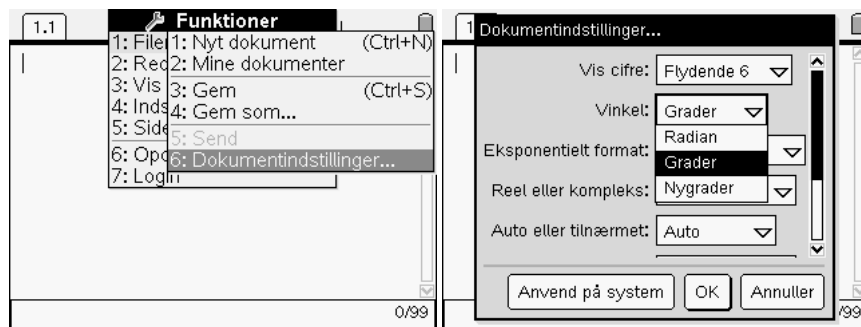 1.1
Funktioner
1: Filer
1: Nyt dokument (Ctrl+N)
2: Red
2: Mine dokumenter
3: Vis
3: Gem (Ctrl+S)
4: Inds
4: Gem som...
5: Side
5: Send
6: Opc
6: Dokumentindstillinger...
7: Login
0/99
Dokumentindstillinger...
Vis cifre: Flydende 6
Vinkel: Grader
Radian
Eksponentielt format:
Grader
Nygrader
Reel eller kompleks:
Auto eller tilnærmet: Auto
Anvend på system OK Annuller